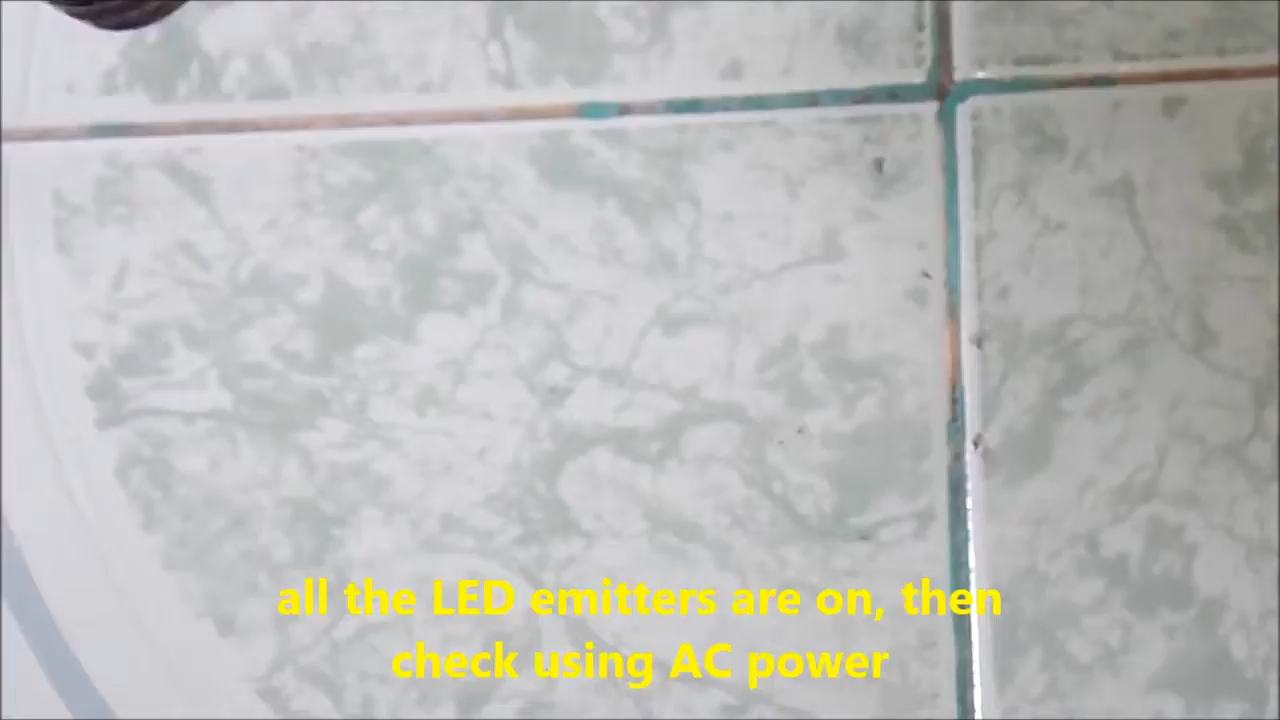 all the LED emitters are on, then
check using AC power